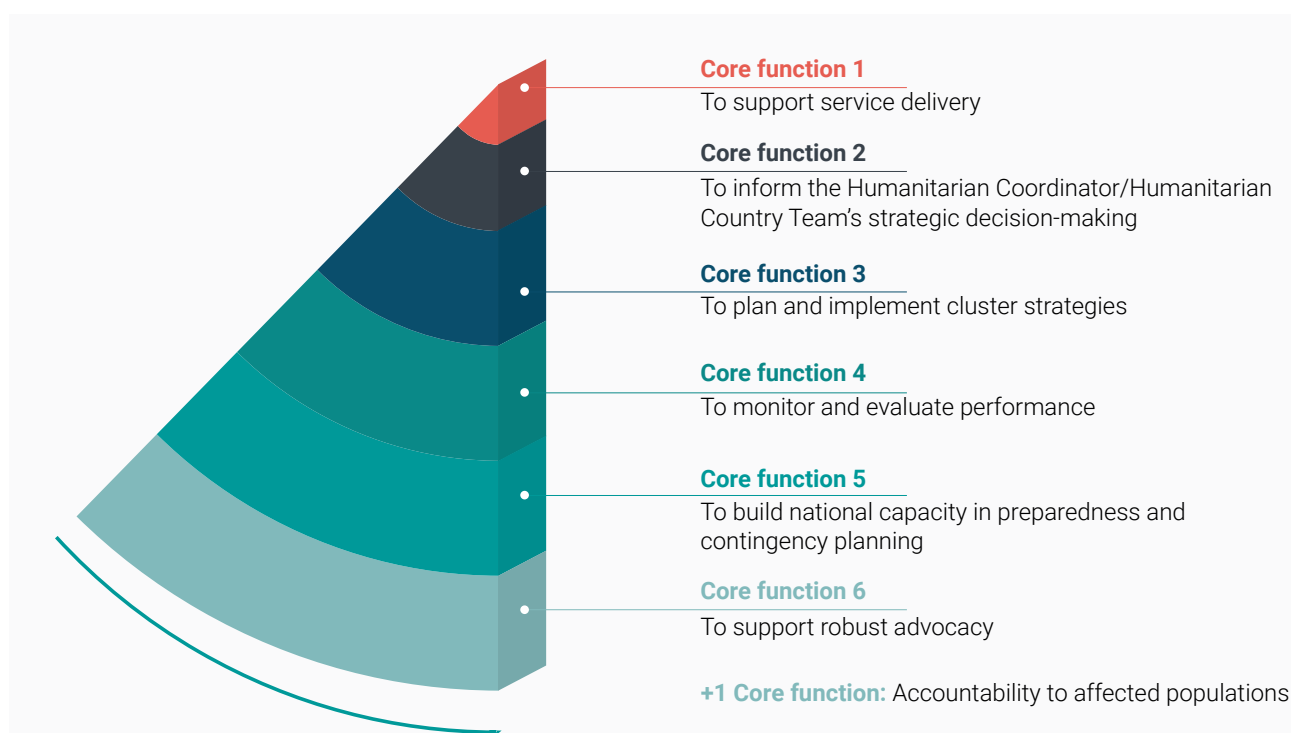 Core function 1
To support service delivery
Core function 2
To inform the Humanitarian Coordinator/Humanitarian
Country Team’s strategic decision-making
Core function 3
To plan and implement cluster strategies
Core function 4
To monitor and evaluate performance
Core function 5
To build national capacity in preparedness and
contingency planning
Core function 6
To support robust advocacy
+1 Core function: Accountability to affected populations